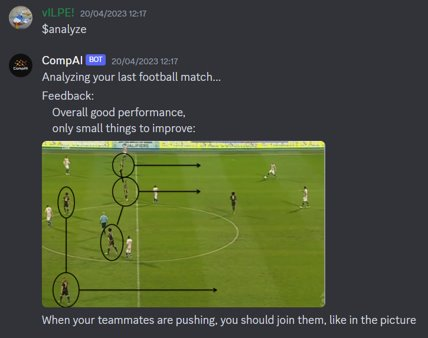 vILPE! 20/04/2023 12:17
$analyze
CompAI BOT 20/04/2023 12:17
Analyzing your last football match...
Feedback:
Overall good performance,
only small things to improve:
QUALIFIERS
When your teammates are pushing, you should join them, like in the picture